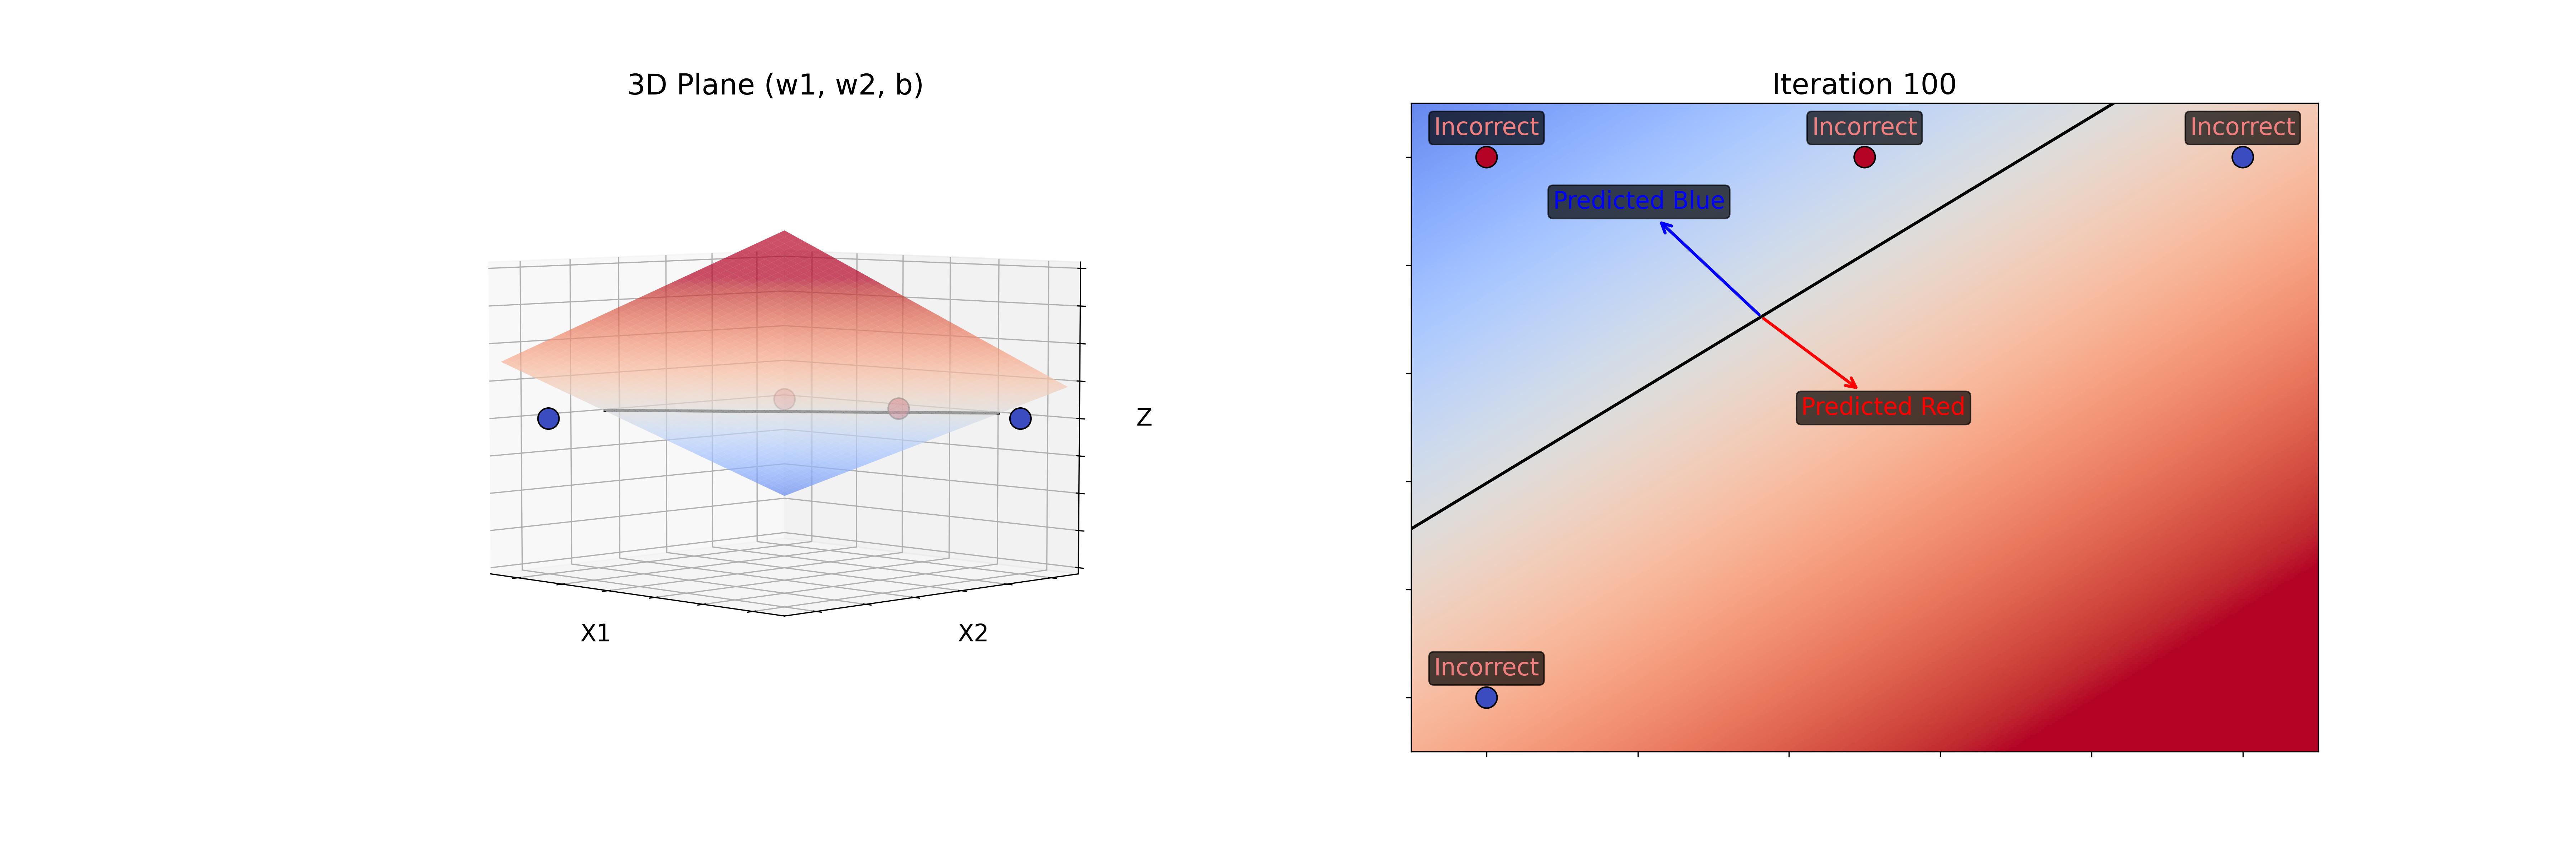 3D Plane (w1, w2, b)
Z
X1
X2
Iteration 100
Incorrect
Incorrect
Incorrect
Predicted Blue
Predicted Red
Incorrect